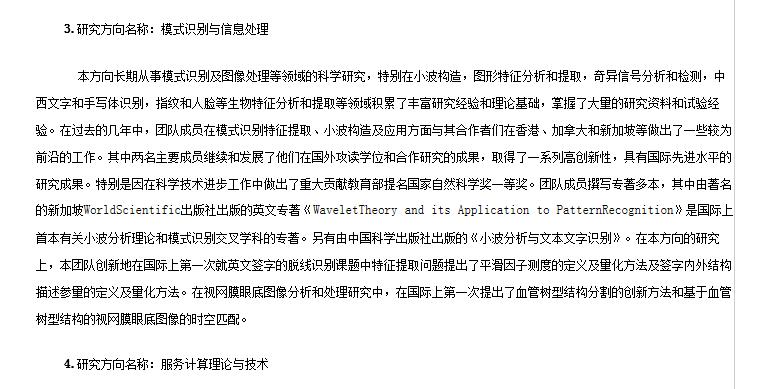 3. 研究方向名称：模式识别与信息处理
本方向长期从事模式识别及图像处理等领域的科学研究，特别在小波构造，图形特征分析和提取，奇异信号分析和检测，中
西文字和手写体识别，指纹和人脸等生物特征分析和提取等领域积累了丰富研究经验和理论基础，掌握了大量的研究资料和试验经
验。在过去的几年中，团队成员在模式识别特征提取、小波构造及应用方面与其合作者们在香港、加拿大和新加坡等做出了一些较为
前沿的工作。其中两名主要成员继续和发展了他们在国外攻读学位和合作研究的成果，取得了一系列高创新性，具有国际先进水平的
研究成果。特别是因在科学技术进步工作中做出了重大贡献教育部提名国家自然科学奖一等奖。团队成员撰写专著多本，其中由著名
的新加坡WorldScientific出版社出版的英文专著《WaveletTheory and its Application to PatternRecognition》是国际上
首本有关小波分析理论和模式识别交叉学科的专著。另有由中国科学出版社出版的《小波分析与文本文字识别》。在本方向的研究
上，本团队创新地在国际上第一次就英文签字的脱线识别课题中特征提取问题提出了平滑因子测度的定义及量化方法及签字内外结构
描述参量的定义及量化方法。在视网膜眼底图像分析和处理研究中，在国际上第一次提出了血管树型结构分割的创新方法和基于血管
树型结构的视网膜眼底图像的时空匹配。
4. 研究方向名称：服务计算理论与技术